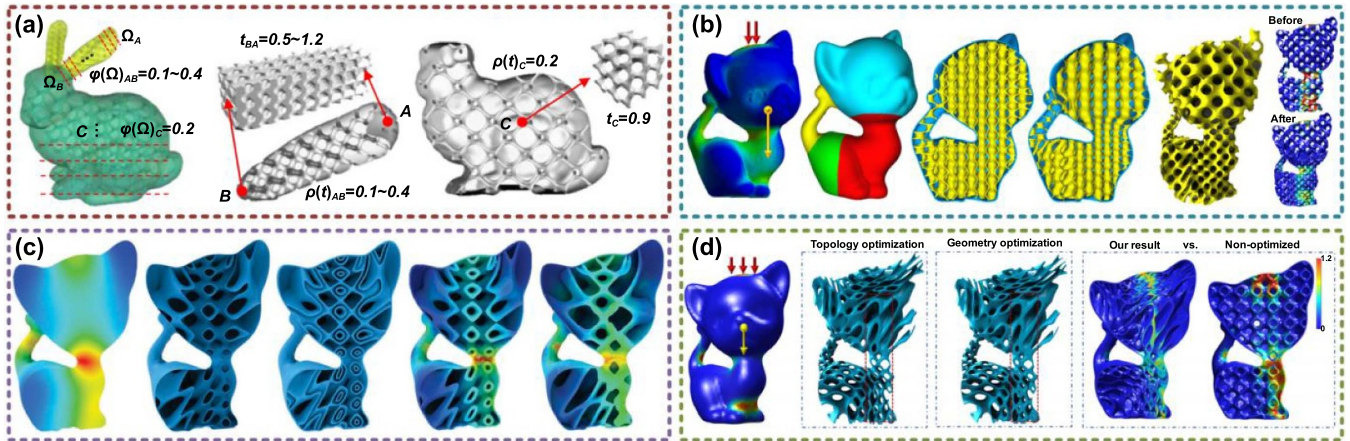 (a)
Ω_A
Ω_B
φ(Ω)_AB=0.1~0.4
C
φ(Ω)_C=0.2
t_BA=0.5~1.2
A
B
ρ(t)_AB=0.1~0.4
ρ(t)_C=0.2
C
t_C=0.9
(b)
Before
After
(c)
(d)
Topology optimization
Geometry optimization
Our result vs. Non-optimized
1.2
0